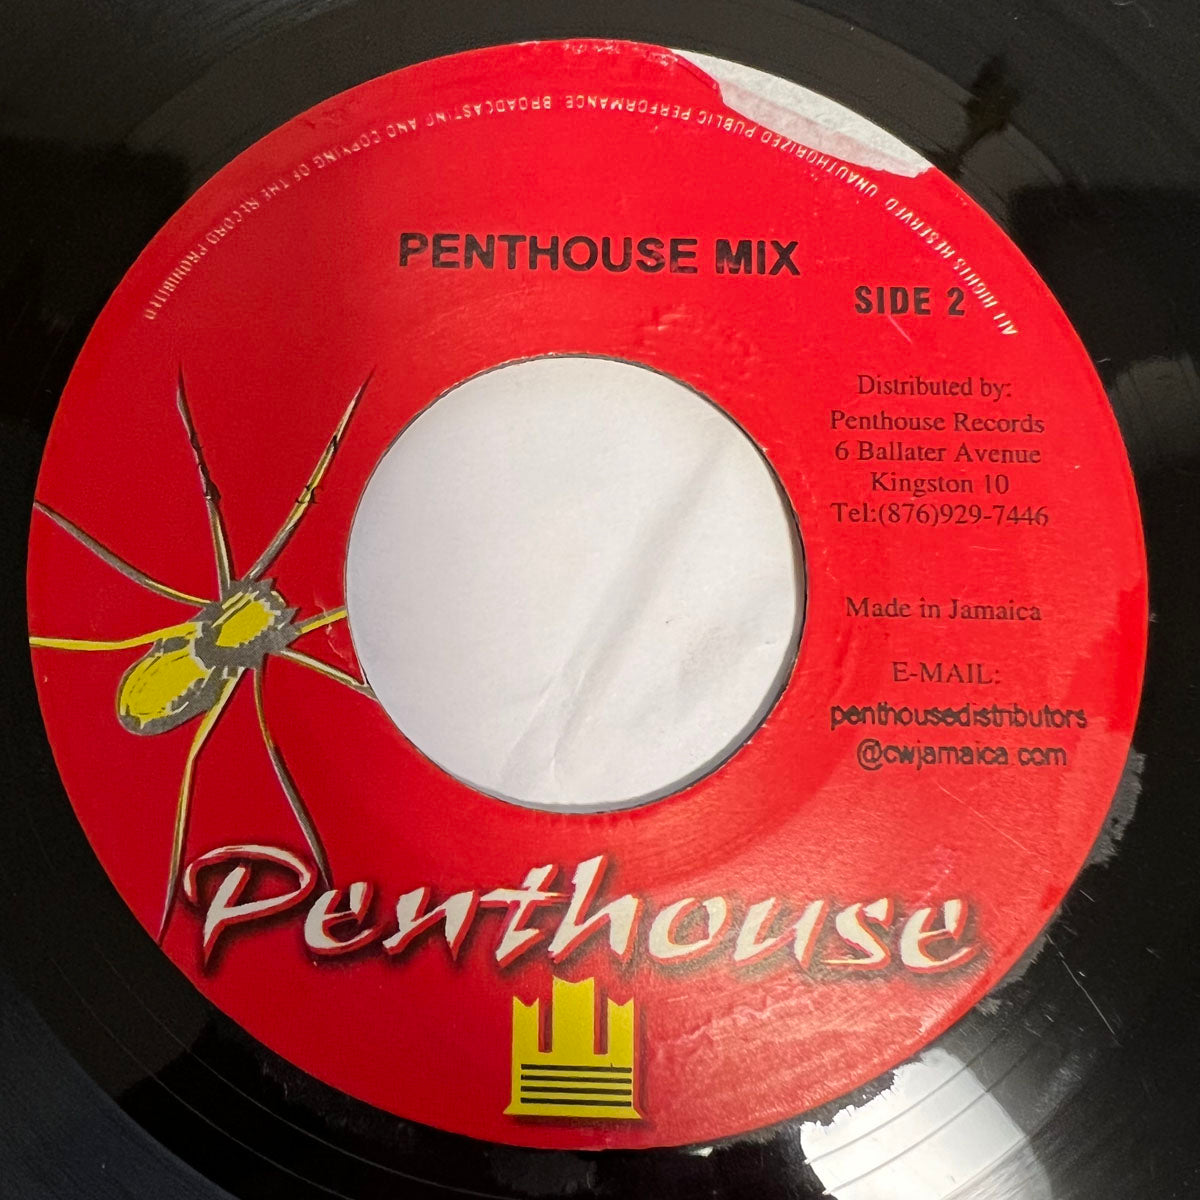 ALL RIGHTS RESERVED UNAUTHORIZED PUBLIC PERFORMANCE BROADCASTING AND COPYING OF THE RECORD PROHIBITED
PENTHOUSE MIX
SIDE 2
Distributed by:
Penthouse Records
6 Ballater Avenue
Kingston 10
Tel:(876)929-7446
Made in Jamaica
E-MAIL:
penthousedistributors
@cwjamaica.com
Penthouse